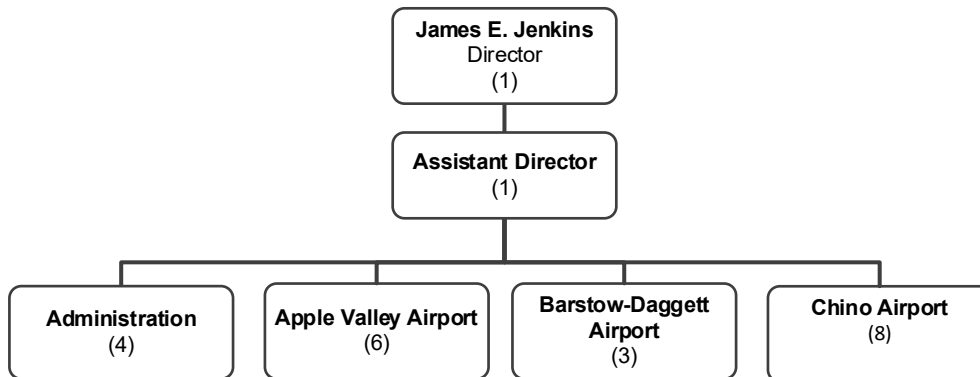 James E. Jenkins
Director
(1)
Assistant Director
(1)
Administration
(4)
Apple Valley Airport
(6)
Barstow-Daggett
Airport
(3)
Chino Airport
(8)